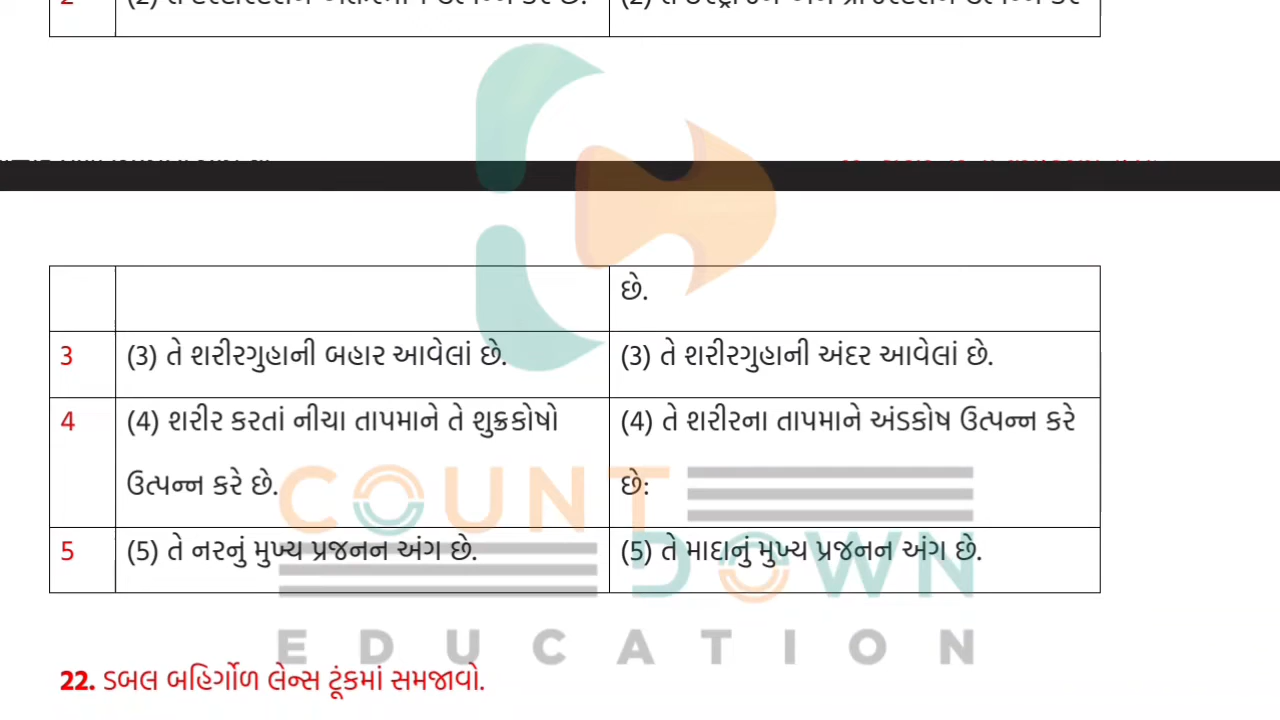 છે.
3 (3) તે શરીરગુહાની બહાર આવેલાં છે. (3) તે શરીરગુહાની અંદર આવેલાં છે.
4 (4) શરીર કરતાં નીચા તાપમાને તે શુક્રકોષો (4) તે શરીરના તાપમાને અંડકોષ ઉત્પન્ન કરે
ઉત્પન્ન કરે છે. છે:
COUNT
5 (5) તે નરનું મુખ્ય પ્રજનન અંગ છે. (5) તે માદાનું મુખ્ય પ્રજનન અંગ છે.
DOWN
EDUCATION
22. ડબલ બહિર્ગોળ લેન્સ ટૂંકમાં સમજાવો.